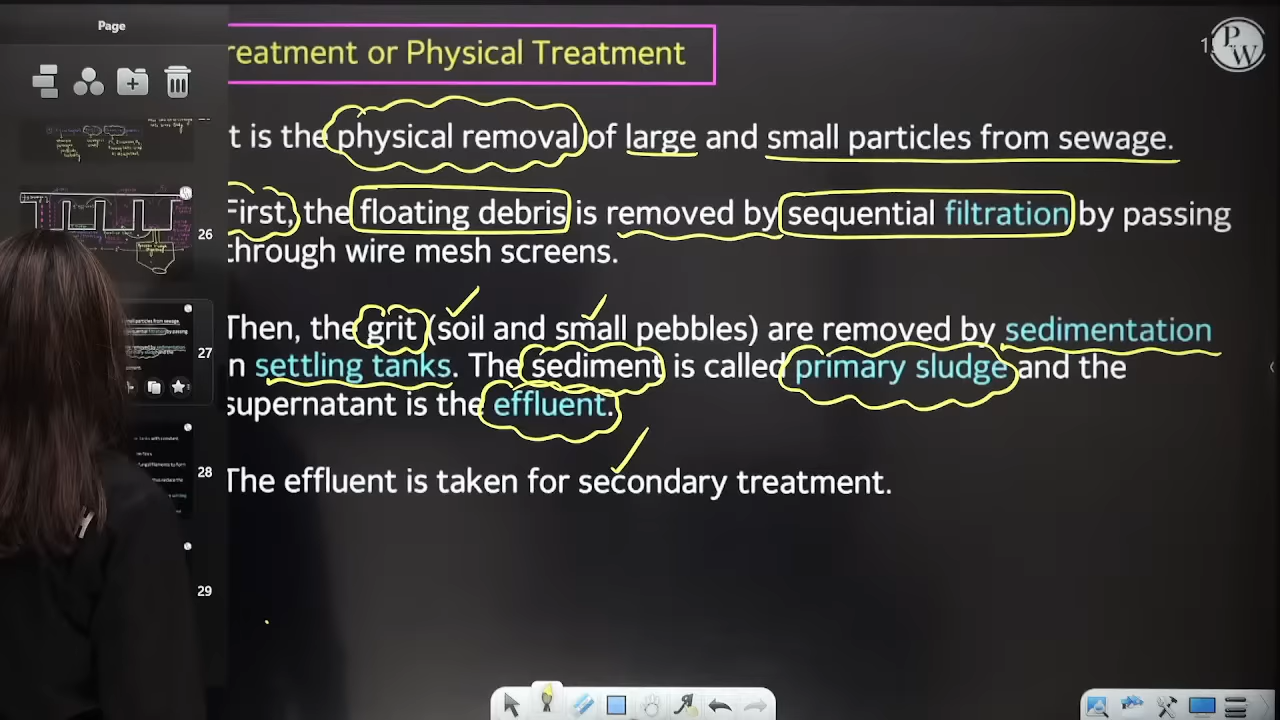 Page
reatment or Physical Treatment
PW
t is the physical removal of large and small particles from sewage.
First, the floating debris is removed by sequential filtration by passing
through wire mesh screens.
Then, the grit (soil and small pebbles) are removed by sedimentation
n settling tanks. The sediment is called primary sludge and the
supernatant is the effluent.
The effluent is taken for secondary treatment.
26
27
28
29